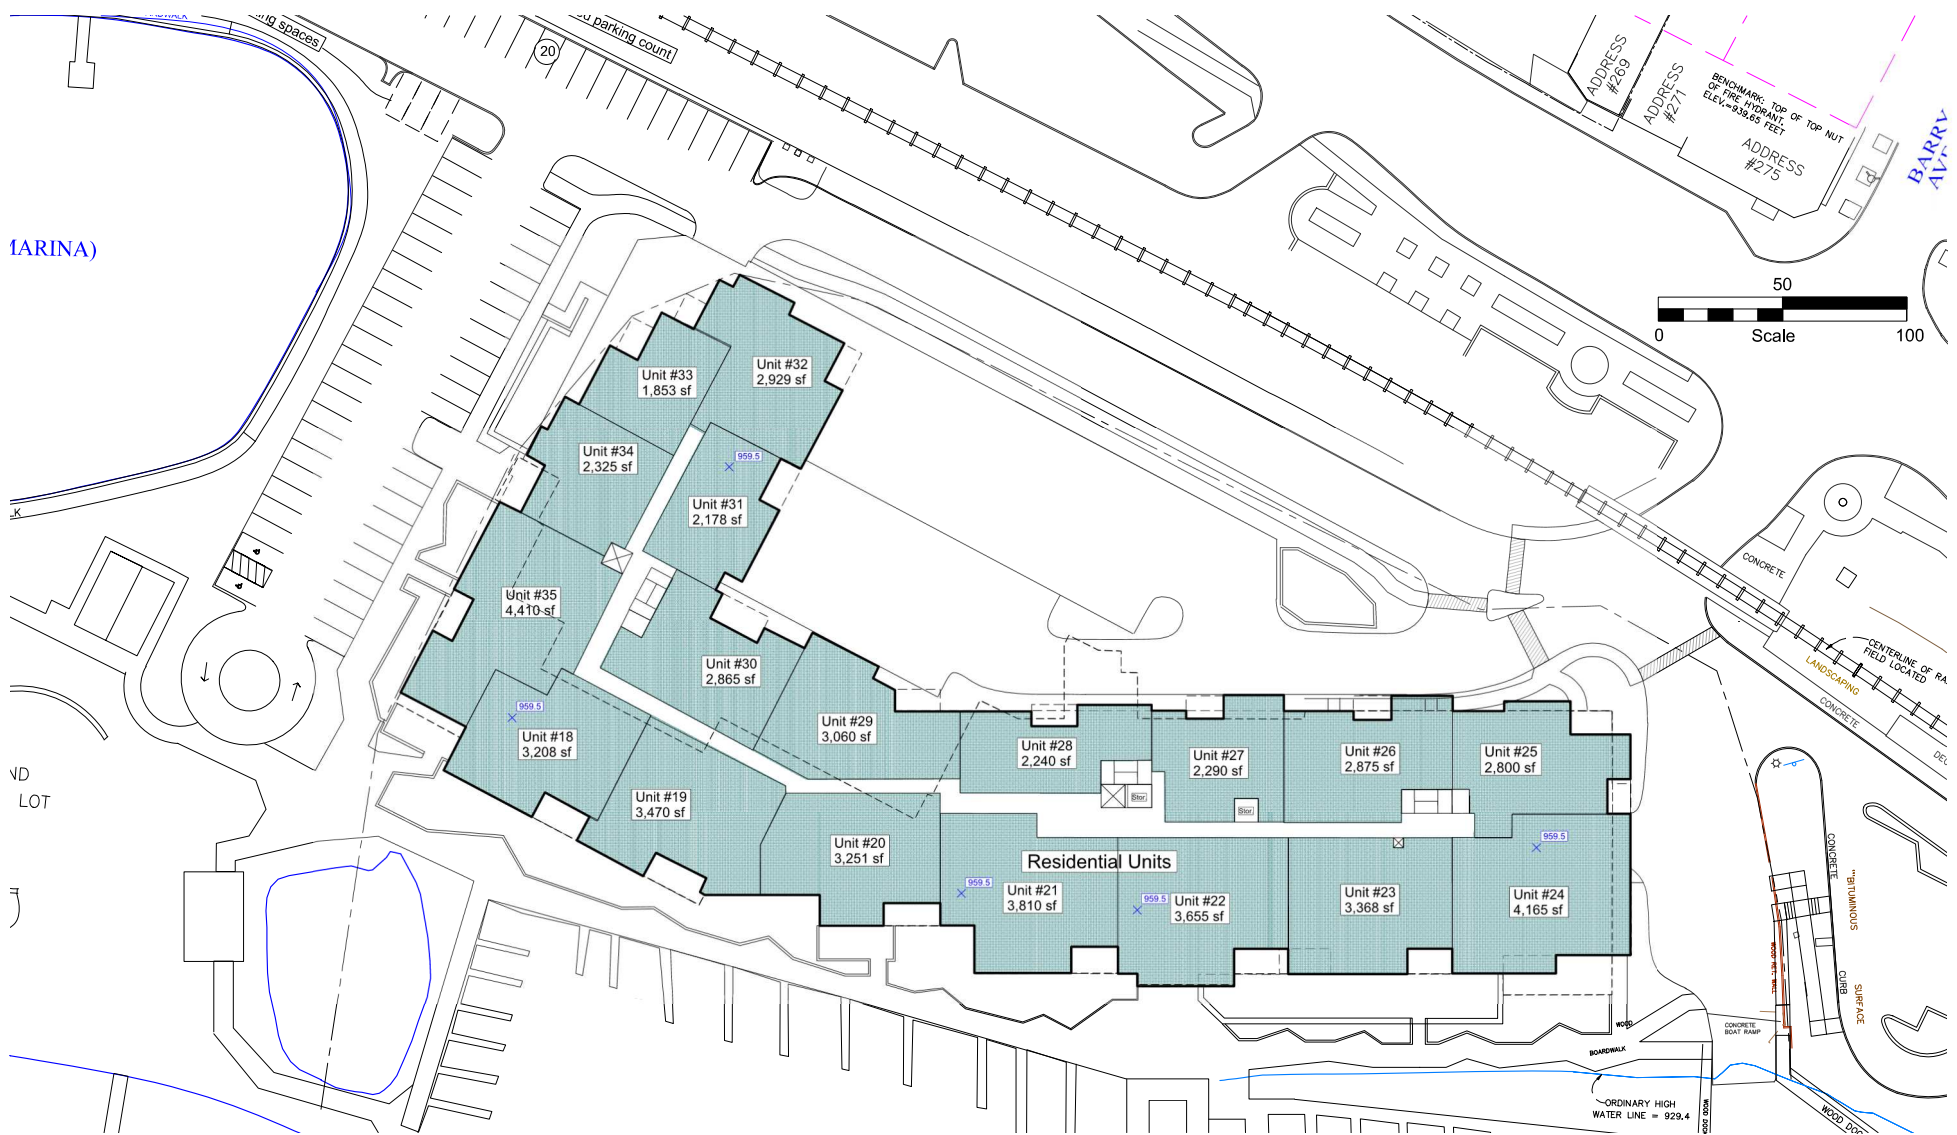 spaces
20
parking count
ADDRESS
#269
ADDRESS
#271
BENCHMARK: TOP OF TOP NUT
OF FIRE HYDRANT.
ELEV.=939.65 FEET
ADDRESS
#275
BARRY
MARINA)
50
0
Scale
100
Unit #32
2,929 sf
Unit #33
1,853 sf
Unit #34
2,325 sf
959.5
Unit #31
2,178 sf
K
Unit #35
4,410 sf
Unit #30
2,865 sf
959.5
Unit #18
3,208 sf
Unit #29
3,060 sf
Unit #28
2,240 sf
Unit #27
2,290 sf
Unit #26
2,875 sf
Unit #25
2,800 sf
Unit #19
3,470 sf
Stor.
Stor.
Unit #20
3,251 sf
Residential Units
959.5
959.5
Unit #21
3,810 sf
959.5
Unit #22
3,655 sf
Unit #23
3,368 sf
Unit #24
4,165 sf
CONCRETE
CENTERLINE OF
FIELD LOCATED
LANDSCAPING
CONCRETE
ND
LOT
CONCRETE
CURB
"BITUMINOUS
SURFACE
WOOD RET. WALL
WOOD
BOARDWALK
CONCRETE
BOAT RAMP
ORDINARY HIGH
WATER LINE = 929.4
WOOD DOCK
WOOD